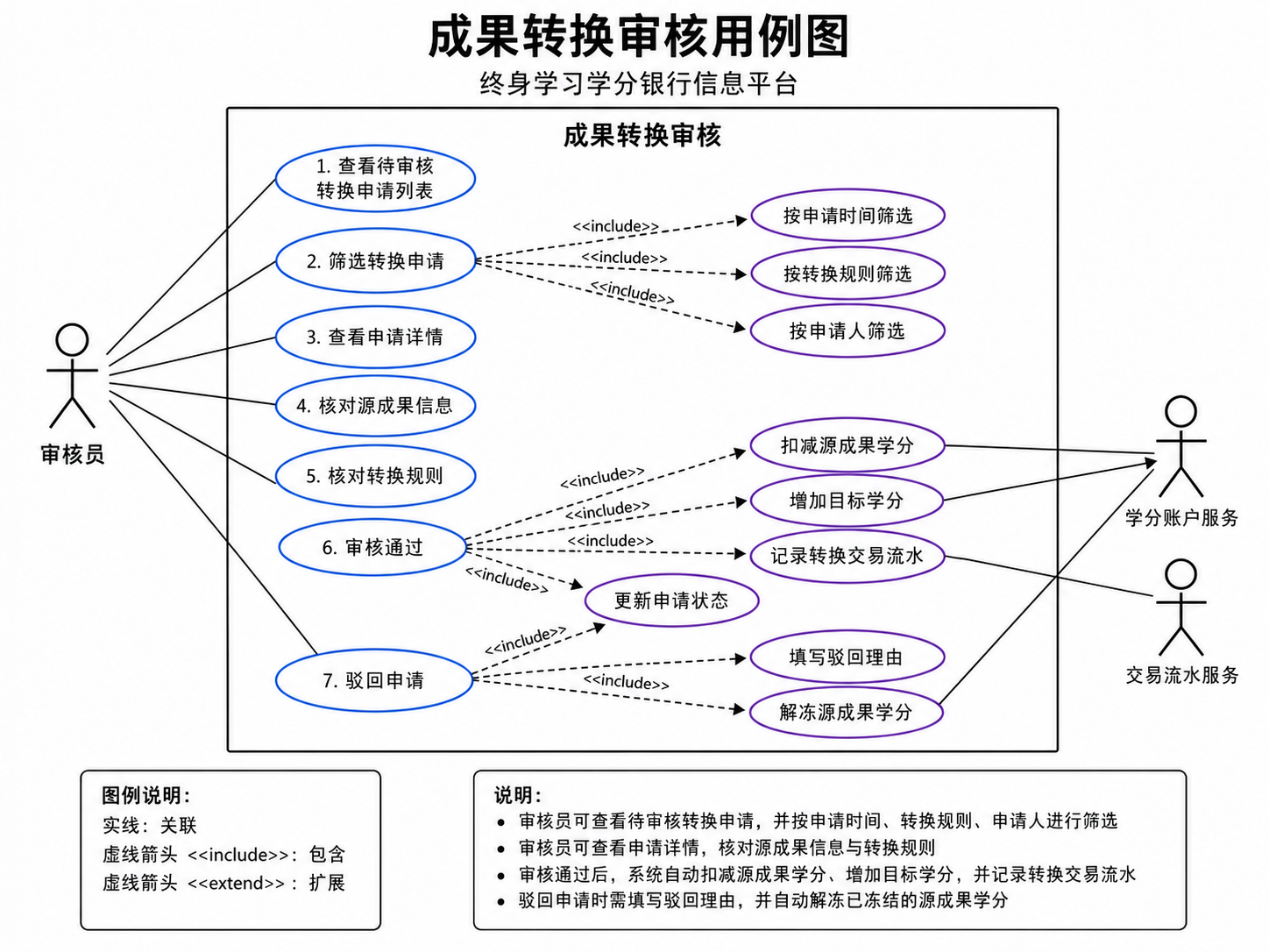 成果转换审核用例图
终身学习学分银行信息平台
成果转换审核
1. 查看待审核
转换申请列表
2. 筛选转换申请
3. 查看申请详情
4. 核对源成果信息
5. 核对转换规则
6. 审核通过
7. 驳回申请
<<include>>
<<include>>
<<include>>
按申请时间筛选
按转换规则筛选
按申请人筛选
<<include>>
<<include>>
<<include>>
<<include>>
扣减源成果学分
增加目标学分
记录转换交易流水
更新申请状态
<<include>>
<<include>>
填写驳回理由
解冻源成果学分
审核员
学分账户服务
交易流水服务
图例说明：
实线：关联
虚线箭头 <<include>>：包含
虚线箭头 <<extend>>：扩展
说明：
• 审核员可查看待审核转换申请，并按申请时间、转换规则、申请人进行筛选
• 审核员可查看申请详情，核对源成果信息与转换规则
• 审核通过后，系统自动扣减源成果学分、增加目标学分，并记录转换交易流水
• 驳回申请时需填写驳回理由，并自动解冻已冻结的源成果学分